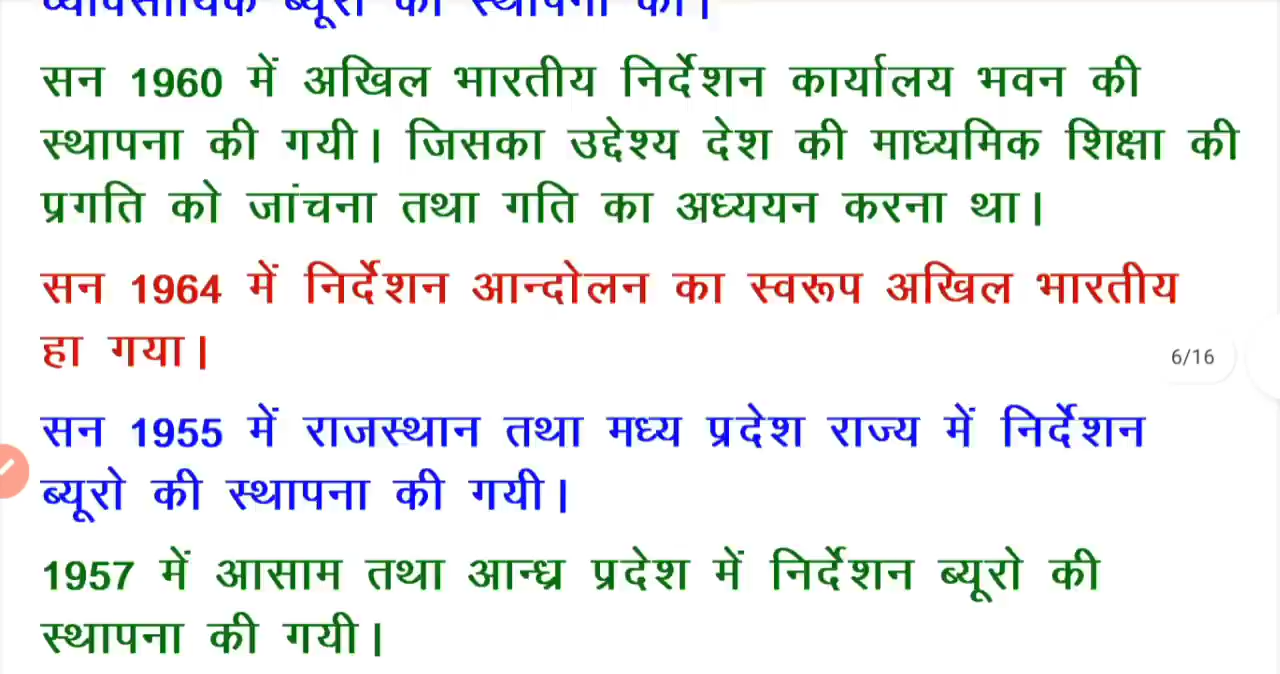 व्यावसायिक ब्यूरो की स्थापना की।
सन 1960 में अखिल भारतीय निर्देशन कार्यालय भवन की
स्थापना की गयी। जिसका उद्देश्य देश की माध्यमिक शिक्षा की
प्रगति को जांचना तथा गति का अध्ययन करना था।
सन 1964 में निर्देशन आन्दोलन का स्वरूप अखिल भारतीय
हा गया।
6/16
सन 1955 में राजस्थान तथा मध्य प्रदेश राज्य में निर्देशन
ब्यूरो की स्थापना की गयी।
1957 में आसाम तथा आन्ध्र प्रदेश में निर्देशन ब्यूरो की
स्थापना की गयी।